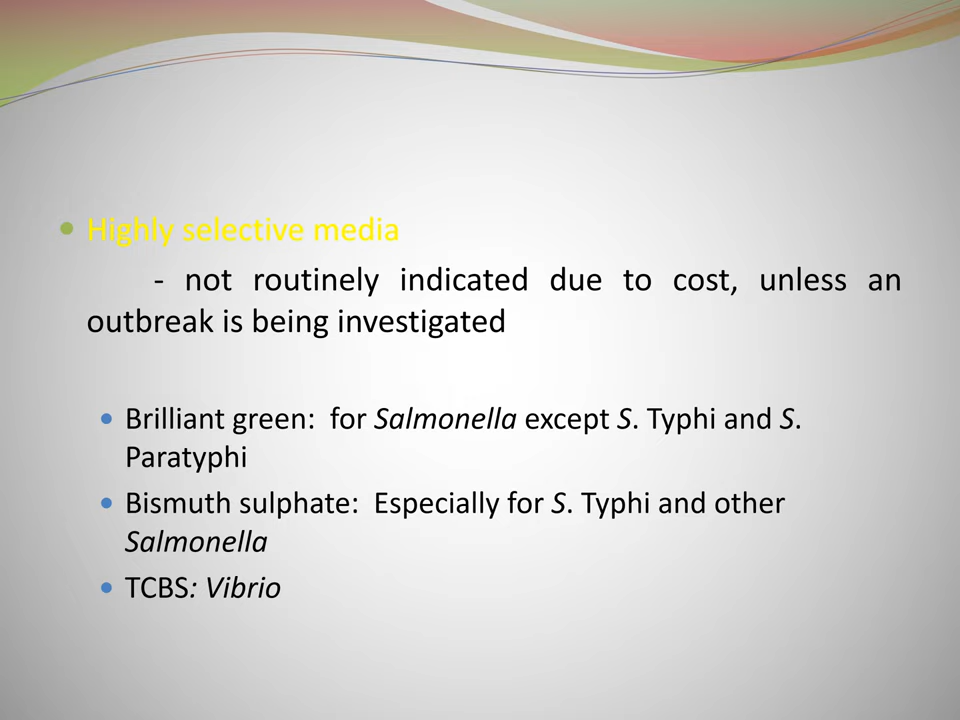 Highly selective media
- not routinely indicated due to cost, unless an
outbreak is being investigated
Brilliant green: for Salmonella except S. Typhi and S.
Paratyphi
Bismuth sulphate: Especially for S. Typhi and other
Salmonella
TCBS: Vibrio